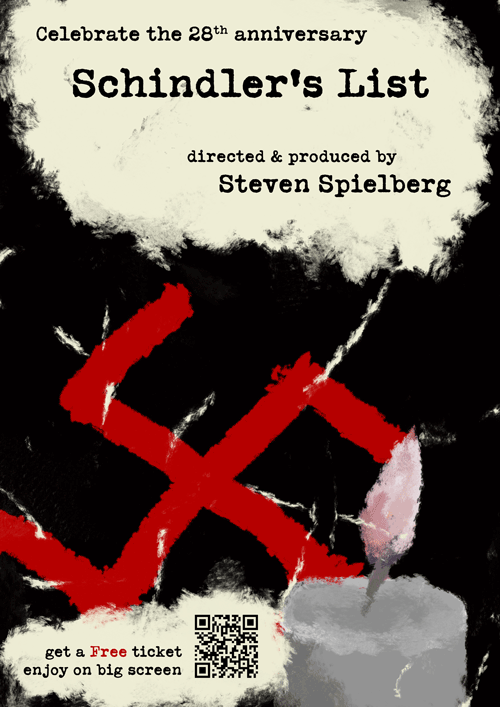 Celebrate the 28th anniversary
Schindler's List
directed & produced by
Steven Spielberg
get a Free ticket
enjoy on big screen